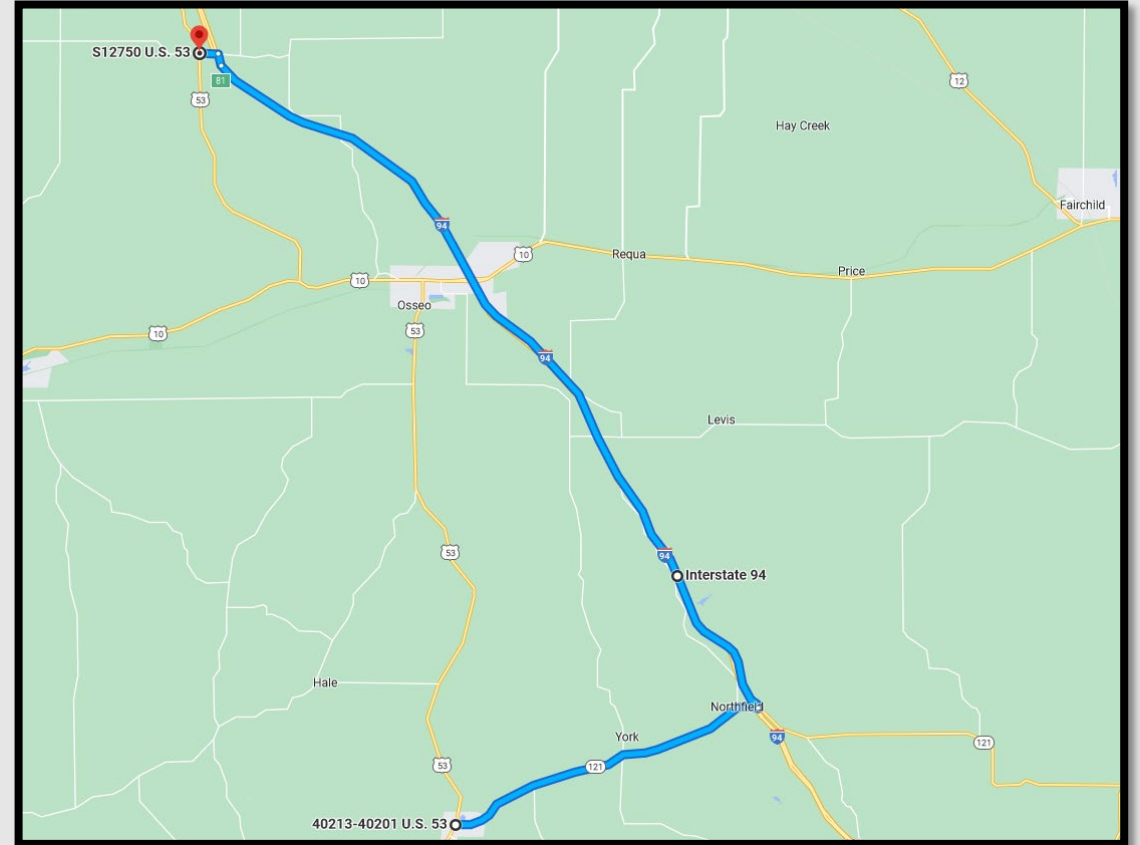 S12750 U.S. 53
81
53
12
Hay Creek
Fairchild
94
10
Requa
Price
10
Osseo
53
10
94
Levis
53
94
Interstate 94
Hale
Northfield
York
94
121
53
121
40213-40201 U.S. 53